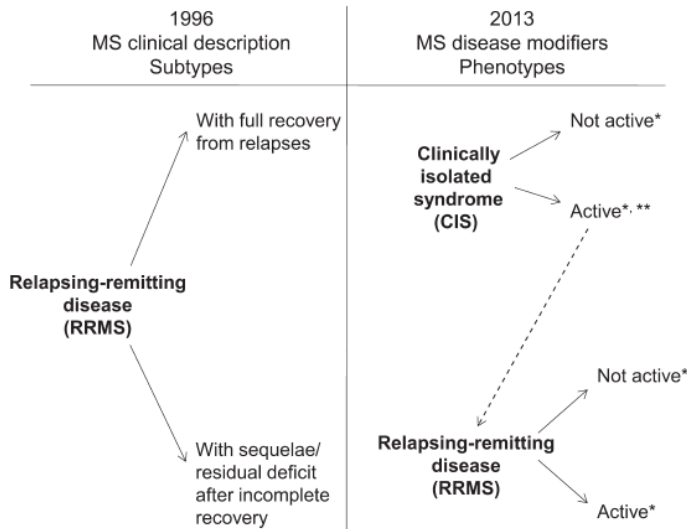 1996
MS clinical description
Subtypes
With full recovery
from relapses
Relapsing-remitting
disease
(RRMS)
With sequelae/
residual deficit
after incomplete
recovery
2013
MS disease modifiers
Phenotypes
Not active*
Clinically
isolated
syndrome
(CIS)
Active*, **
Not active*
Relapsing-remitting
disease
(RRMS)
Active*